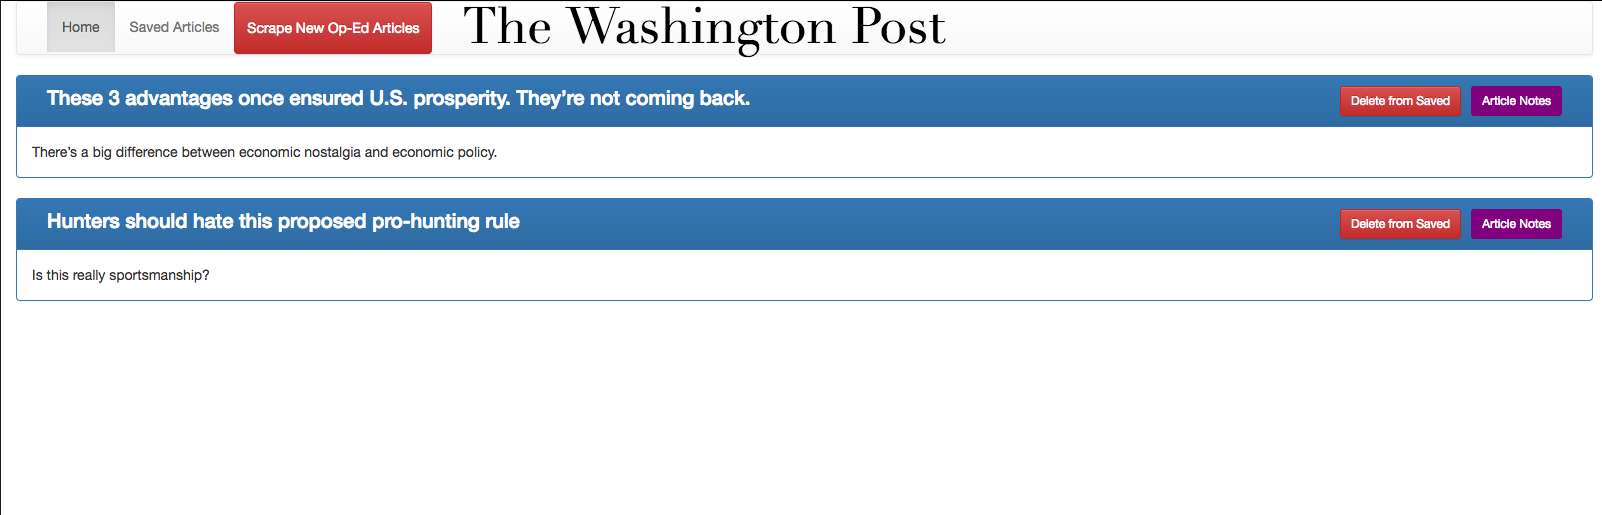 Home Saved Articles Scrape New Op-Ed Articles The Washington Post
These 3 advantages once ensured U.S. prosperity. They’re not coming back. Delete from Saved Article Notes
There’s a big difference between economic nostalgia and economic policy.
Hunters should hate this proposed pro-hunting rule Delete from Saved Article Notes
Is this really sportsmanship?